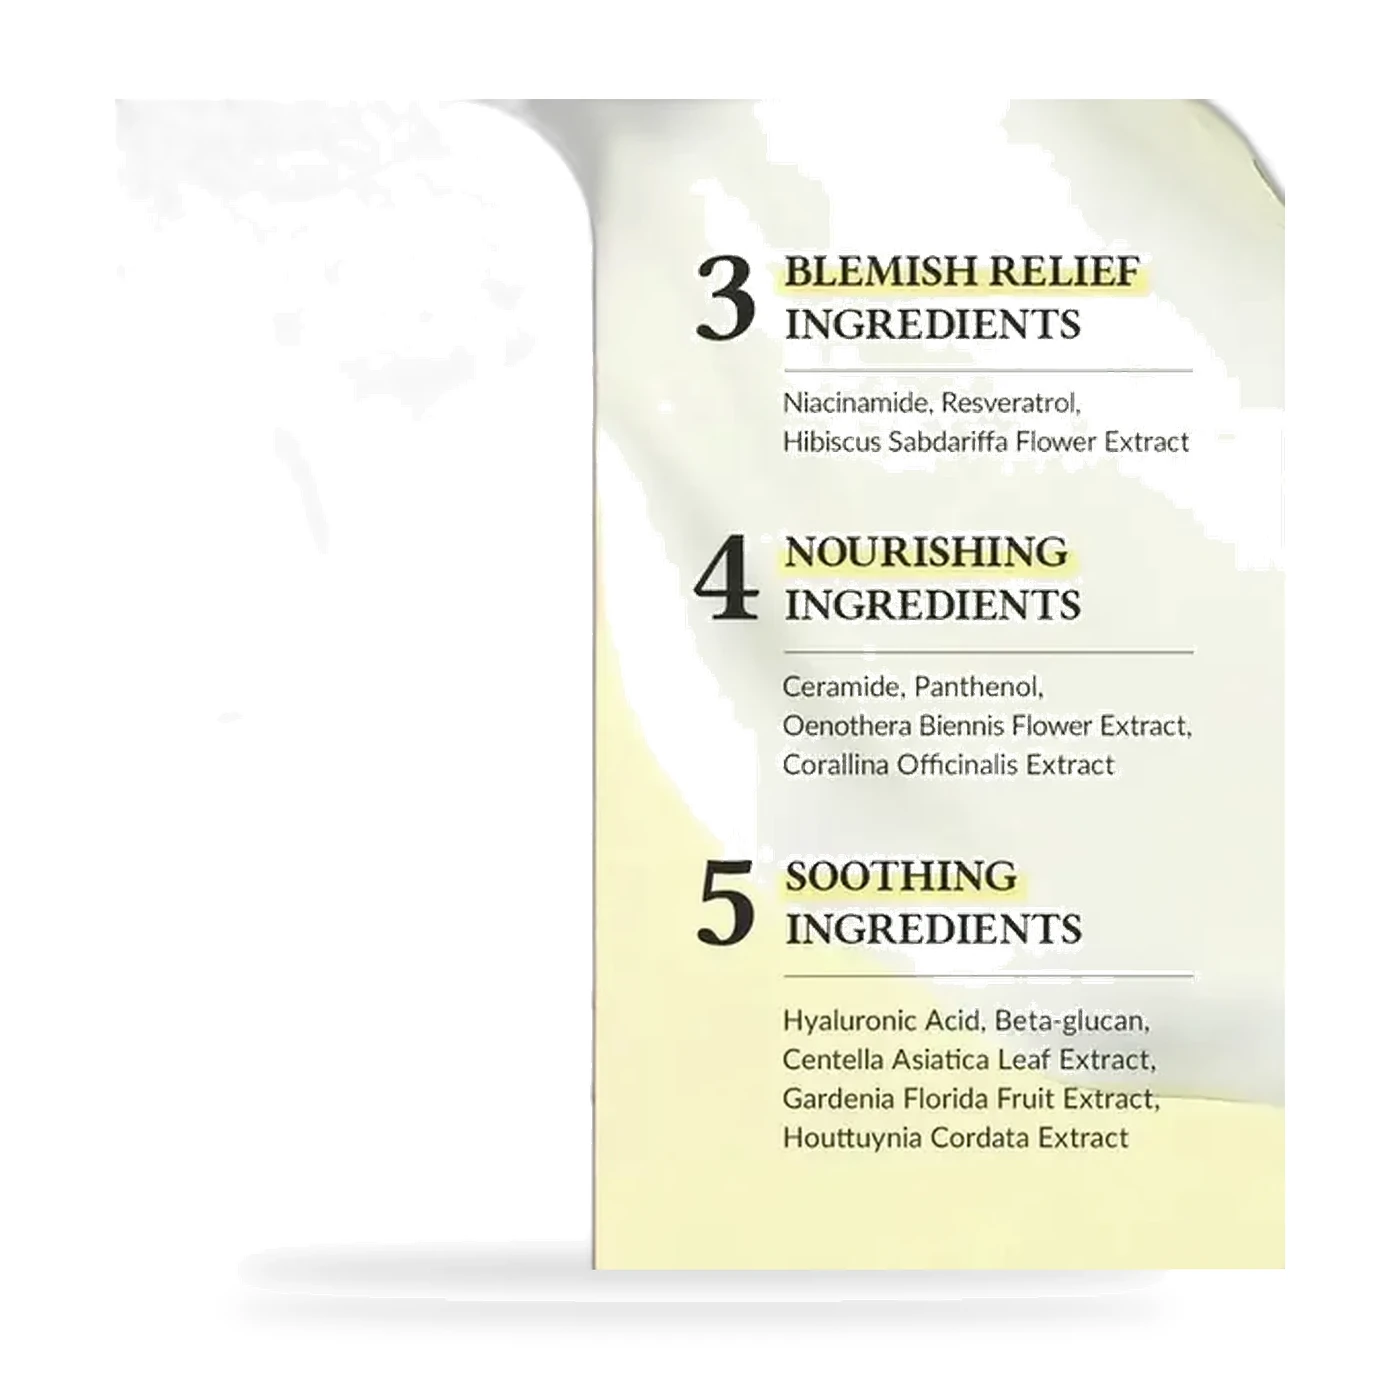 3 BLEMISH RELIEF
INGREDIENTS
Niacinamide, Resveratrol,
Hibiscus Sabdariffa Flower Extract
4 NOURISHING
INGREDIENTS
Ceramide, Panthenol,
Oenothera Biennis Flower Extract,
Corallina Officinalis Extract
5 SOOTHING
INGREDIENTS
Hyaluronic Acid, Beta-glucan,
Centella Asiatica Leaf Extract,
Gardenia Florida Fruit Extract,
Houttuynia Cordata Extract